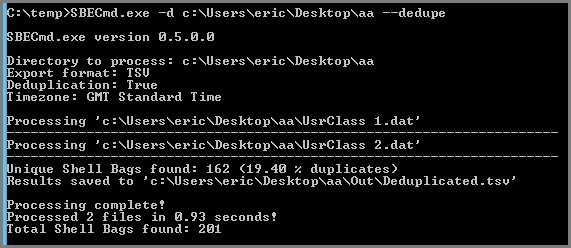 C:\temp>SBECmd.exe -d c:\Users\eric\Desktop\aa --dedupe
SBECmd.exe version 0.5.0.0
Directory to process: c:\Users\eric\Desktop\aa
Export format: TSV
Deduplication: True
Timezone: GMT Standard Time
Processing 'c:\Users\eric\Desktop\aa\UsrClass 1.dat'
Processing 'c:\Users\eric\Desktop\aa\UsrClass 2.dat'
Unique Shell Bags found: 162 (19.40 % duplicates)
Results saved to 'c:\Users\eric\Desktop\aa\Out\Deduplicated.tsv'
Processing complete!
Processed 2 files in 0.93 seconds!
Total Shell Bags found: 201